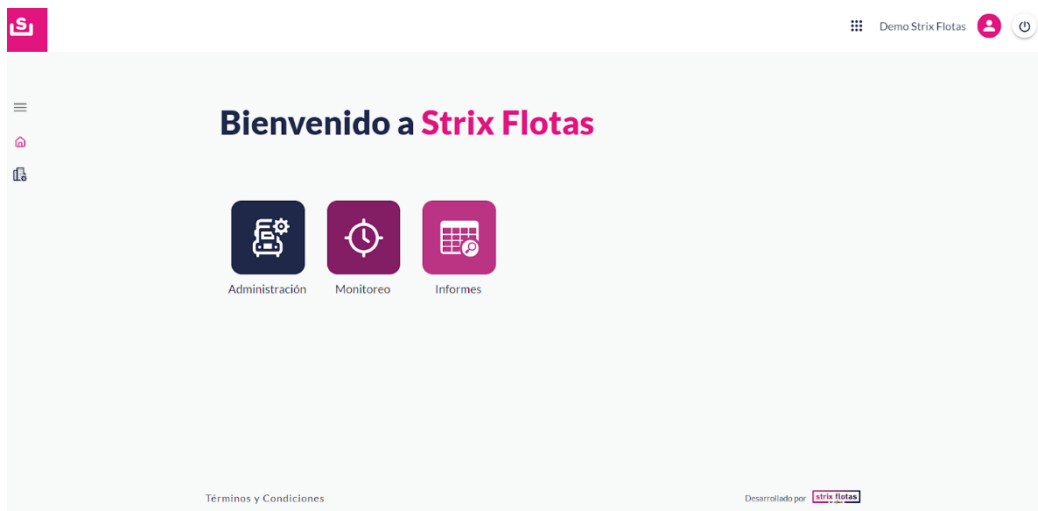 S
Demo Strix Flotas
Bienvenido a Strix Flotas
Administración
Monitoreo
Informes
Términos y Condiciones
Desarrollado por strix flotas